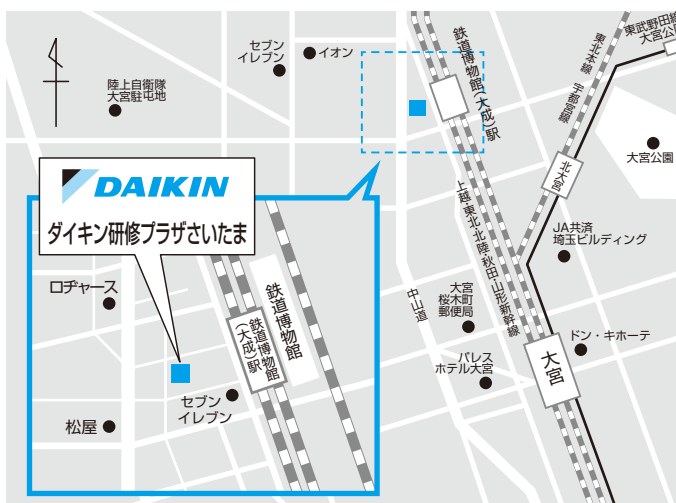 セブン
イレブン
イオン
陸上自衛隊
大宮駐屯地
鉄道博物館
(大成)駅
東北本線 宇都宮線
東武野田線
大宮公
大宮公園
北大宮
DAIKIN
ダイキン研修プラザさいたま
JA共済
埼玉ビルディング
上越・東北・北陸・秋田・山形新幹線
中山道
大宮
桜木町
郵便局
ドン・キホーテ
大宮
パレス
ホテル大宮
ロヂャース
鉄道博物館
鉄道博物館
(大成)駅
セブン
イレブン
松屋